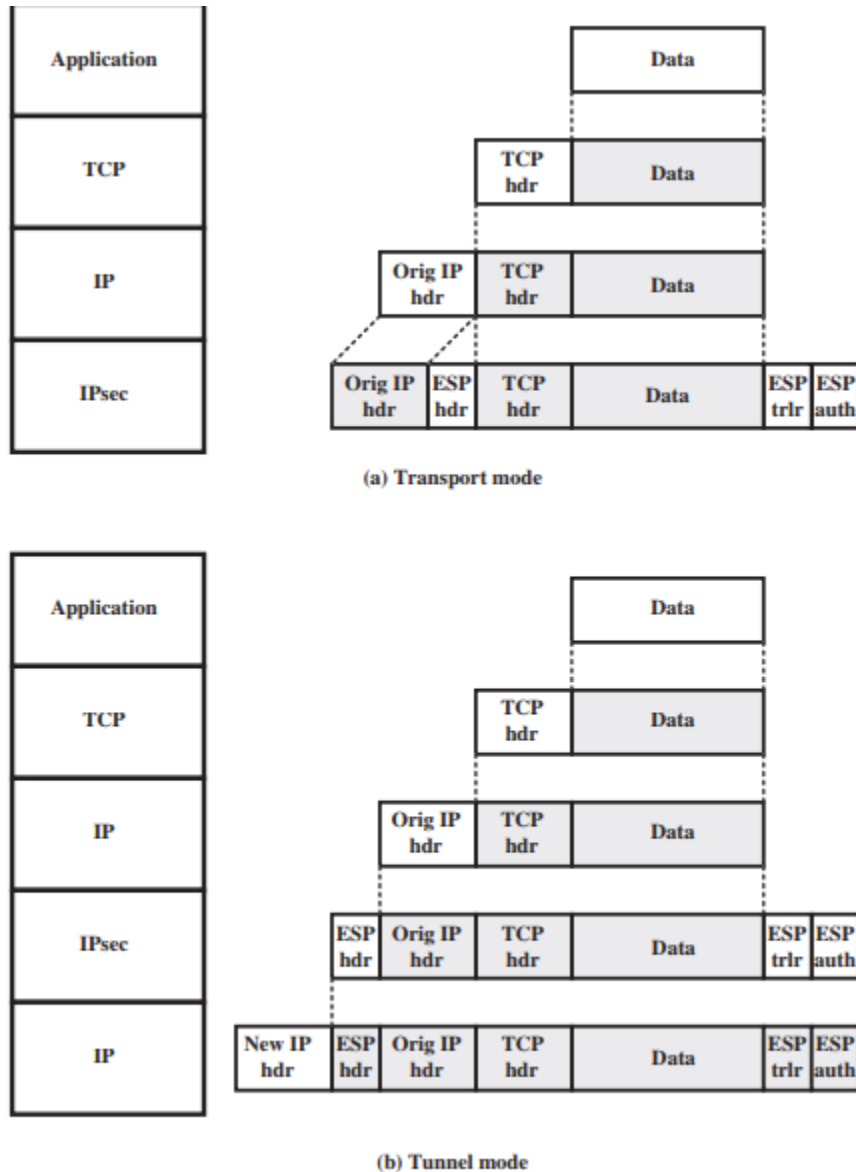 Application
Data
TCP
TCP
hdr
Data
IP
Orig IP
hdr
TCP
hdr
Data
IPsec
Orig IP
hdr
ESP
hdr
TCP
hdr
Data
ESP
trlr
ESP
auth
(a) Transport mode
Application
Data
TCP
TCP
hdr
Data
IP
Orig IP
hdr
TCP
hdr
Data
IPsec
ESP
hdr
Orig IP
hdr
TCP
hdr
Data
ESP
trlr
ESP
auth
IP
New IP
hdr
ESP
hdr
Orig IP
hdr
TCP
hdr
Data
ESP
trlr
ESP
auth
(b) Tunnel mode